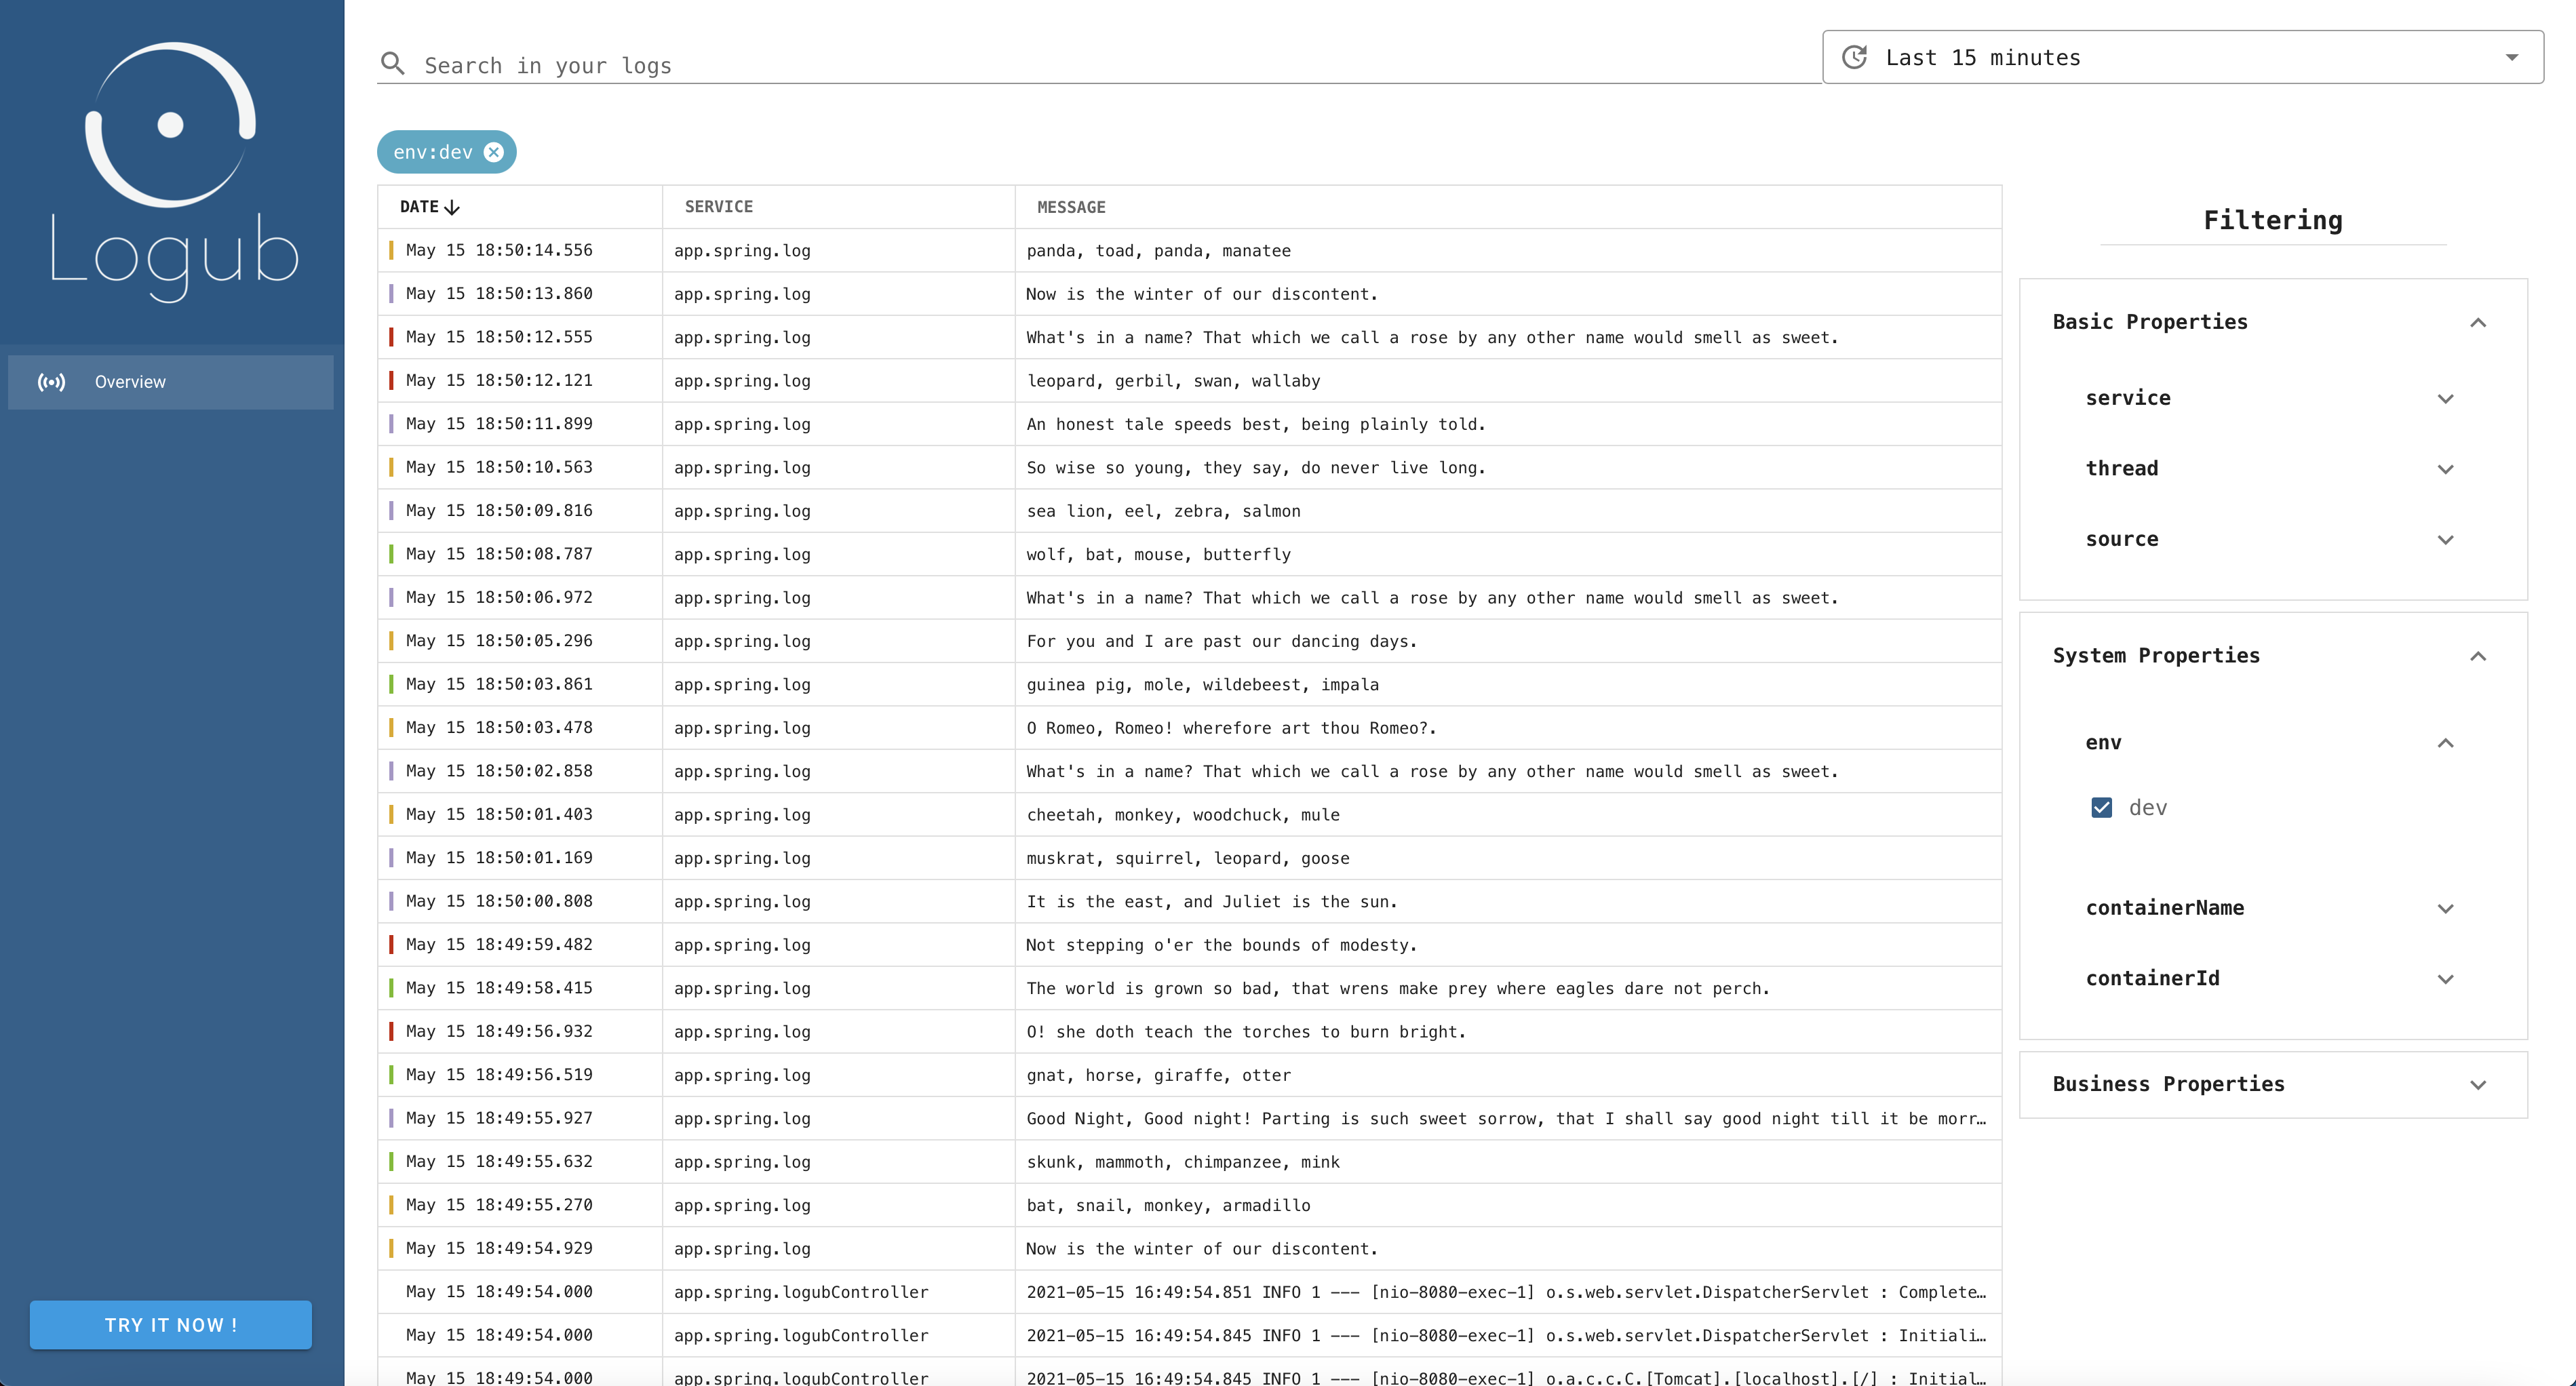 Logub
Overview
TRY IT NOW !
Search in your logs
Last 15 minutes
env:dev
DATE SERVICE MESSAGE
May 15 18:50:14.556 app.spring.log panda, toad, panda, manatee
May 15 18:50:13.860 app.spring.log Now is the winter of our discontent.
May 15 18:50:12.555 app.spring.log What's in a name? That which we call a rose by any other name would smell as sweet.
May 15 18:50:12.121 app.spring.log leopard, gerbil, swan, wallaby
May 15 18:50:11.899 app.spring.log An honest tale speeds best, being plainly told.
May 15 18:50:10.563 app.spring.log So wise so young, they say, do never live long.
May 15 18:50:09.816 app.spring.log sea lion, eel, zebra, salmon
May 15 18:50:08.787 app.spring.log wolf, bat, mouse, butterfly
May 15 18:50:06.972 app.spring.log What's in a name? That which we call a rose by any other name would smell as sweet.
May 15 18:50:05.296 app.spring.log For you and I are past our dancing days.
May 15 18:50:03.861 app.spring.log guinea pig, mole, wildebeest, impala
May 15 18:50:03.478 app.spring.log O Romeo, Romeo! wherefore art thou Romeo?.
May 15 18:50:02.858 app.spring.log What's in a name? That which we call a rose by any other name would smell as sweet.
May 15 18:50:01.403 app.spring.log cheetah, monkey, woodchuck, mule
May 15 18:50:01.169 app.spring.log muskrat, squirrel, leopard, goose
May 15 18:50:00.808 app.spring.log It is the east, and Juliet is the sun.
May 15 18:49:59.482 app.spring.log Not stepping o'er the bounds of modesty.
May 15 18:49:58.415 app.spring.log The world is grown so bad, that wrens make prey where eagles dare not perch.
May 15 18:49:56.932 app.spring.log O! she doth teach the torches to burn bright.
May 15 18:49:56.519 app.spring.log gnat, horse, giraffe, otter
May 15 18:49:55.927 app.spring.log Good Night, Good night! Parting is such sweet sorrow, that I shall say good night till it be morr…
May 15 18:49:55.632 app.spring.log skunk, mammoth, chimpanzee, mink
May 15 18:49:55.270 app.spring.log bat, snail, monkey, armadillo
May 15 18:49:54.929 app.spring.log Now is the winter of our discontent.
May 15 18:49:54.000 app.spring.logubController 2021-05-15 16:49:54.851 INFO 1 --- [nio-8080-exec-1] o.s.web.servlet.DispatcherServlet : Complete…
May 15 18:49:54.000 app.spring.logubController 2021-05-15 16:49:54.845 INFO 1 --- [nio-8080-exec-1] o.s.web.servlet.DispatcherServlet : Initiali…
May 15 18:49:54.000 app.spring.logubController 2021-05-15 16:49:54.845 INFO 1 --- [nio-8080-exec-1] o.a.c.c.C.[Tomcat].[localhost].[/] : Initial…
Filtering
Basic Properties
service
thread
source
System Properties
env
dev
containerName
containerId
Business Properties